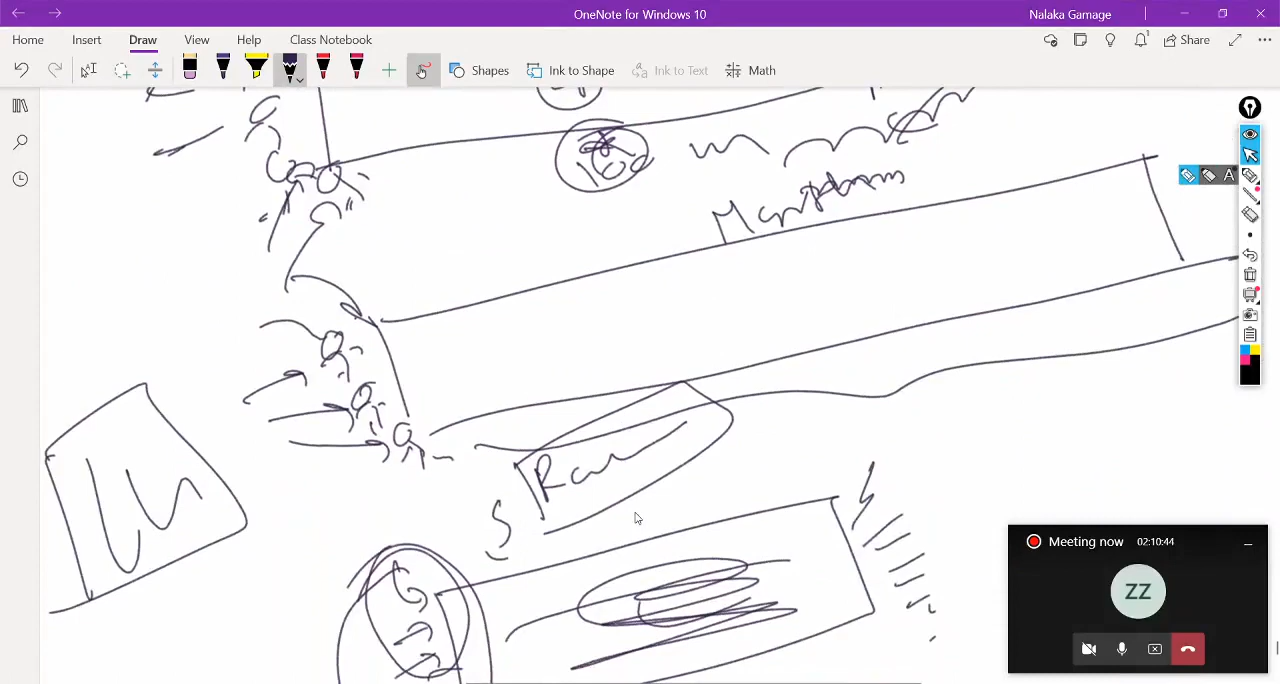 OneNote for Windows 10
Nalaka Gamage
Home Insert Draw View Help Class Notebook
Share
Shapes
Ink to Shape
Ink to Text
Math
A
100
Meeting now 02:10:44
ZZ